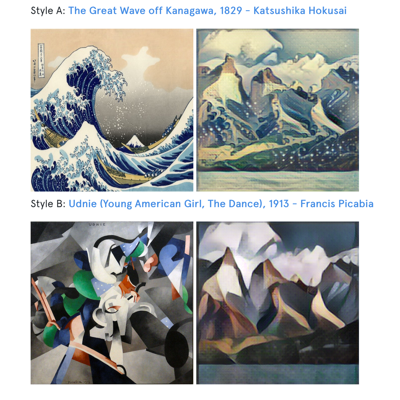 Style A: The Great Wave off Kanagawa, 1829 - Katsushika Hokusai
Style B: Udnie (Young American Girl, The Dance), 1913 - Francis Picabia